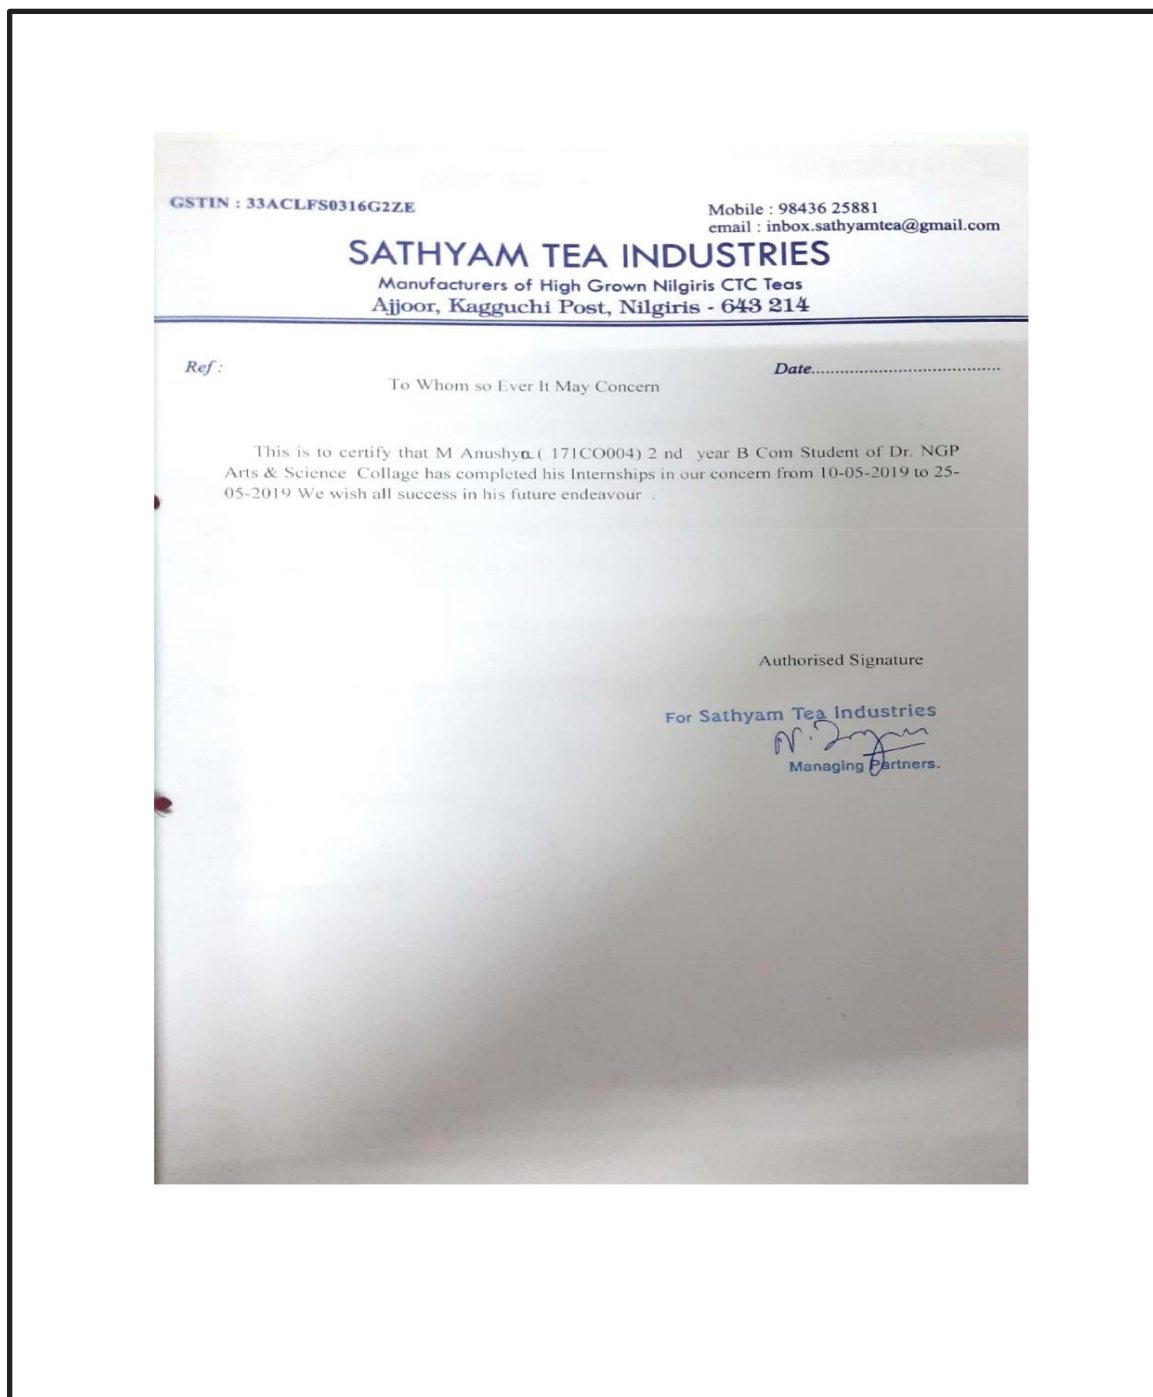 GSTIN : 33ACLFS0316G2ZE
Mobile : 98436 25881
email : inbox.sathyamtea@gmail.com
SATHYAM TEA INDUSTRIES
Manufacturers of High Grown Nilgiris CTC Teas
Ajjoor, Kagguchi Post, Nilgiris - 643 214
Ref :
Date........................................
To Whom so Ever It May Concern
This is to certify that M Anushya ( 171CO004) 2 nd year B Com Student of Dr. NGP
Arts & Science Collage has completed his Internships in our concern from 10-05-2019 to 25-
05-2019 We wish all success in his future endeavour .
Authorised Signature
For Sathyam Tea Industries
Managing Partners.